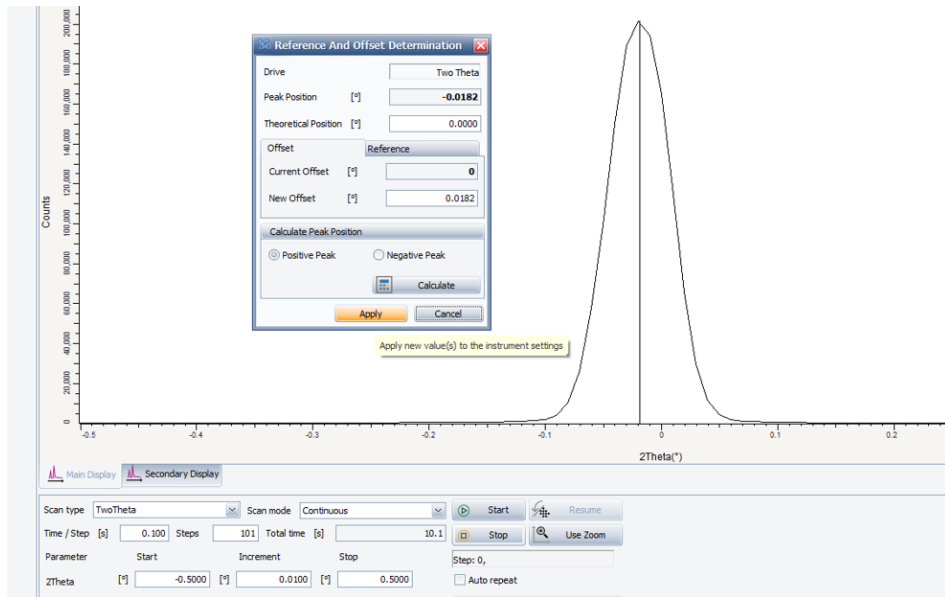 Reference And Offset Determination
Drive Two Theta
Peak Position [°] -0.0182
Theoretical Position [°] 0.0000
Offset Reference
Current Offset [°] 0
New Offset [°] 0.0182
Calculate Peak Position
Positive Peak Negative Peak
Calculate
Apply Cancel
Apply new value(s) to the instrument settings
Counts
200,000
180,000
160,000
140,000
120,000
100,000
80,000
60,000
40,000
20,000
0
-0.5 -0.4 -0.3 -0.2 -0.1 0 0.1 0.2
2Theta(°)
Main Display Secondary Display
Scan type TwoTheta Scan mode Continuous Start Resume
Time / Step [s] 0.100 Steps 101 Total time [s] 10.1 Stop Use Zoom
Parameter Start Increment Stop Step: 0,
2Theta [°] -0.5000 [°] 0.0100 [°] 0.5000 Auto repeat